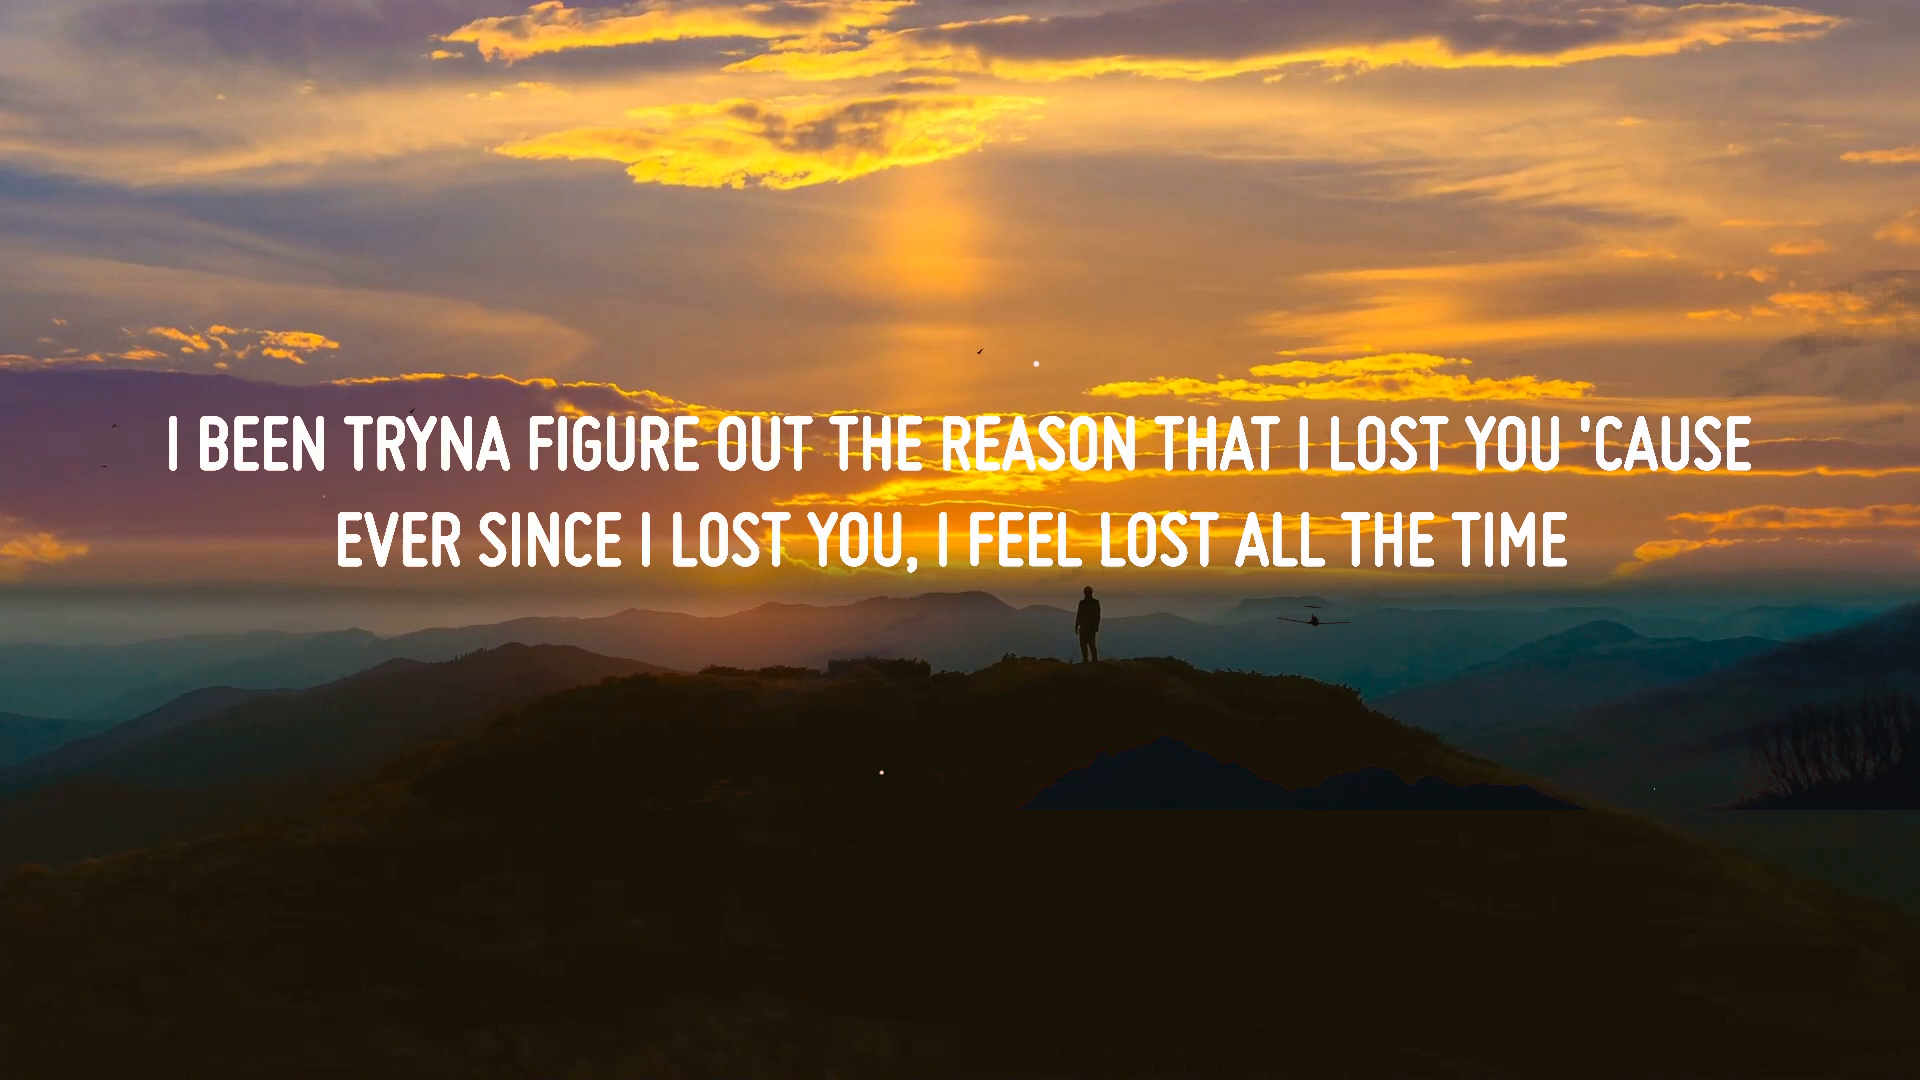 I BEEN TRYNA FIGURE OUT THE REASON THAT I LOST YOU 'CAUSE
EVER SINCE I LOST YOU, I FEEL LOST ALL THE TIME